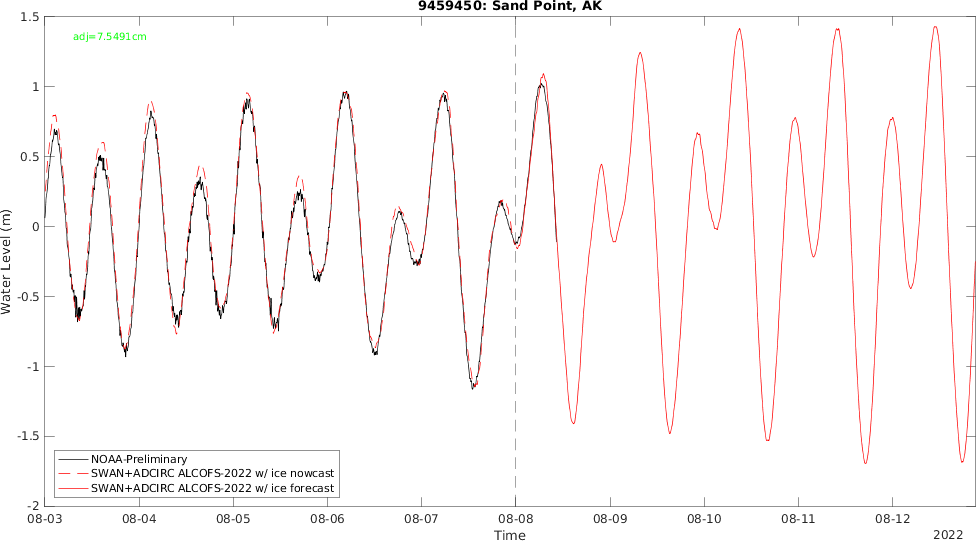 9459450: Sand Point, AK
adj=7.5491cm
Water Level (m)
1.5
1
0.5
0
-0.5
-1
-1.5
-2
NOAA-Preliminary
SWAN+ADCIRC ALCOFS-2022 w/ ice nowcast
SWAN+ADCIRC ALCOFS-2022 w/ ice forecast
08-03 08-04 08-05 08-06 08-07 08-08 08-09 08-10 08-11 08-12
Time
2022